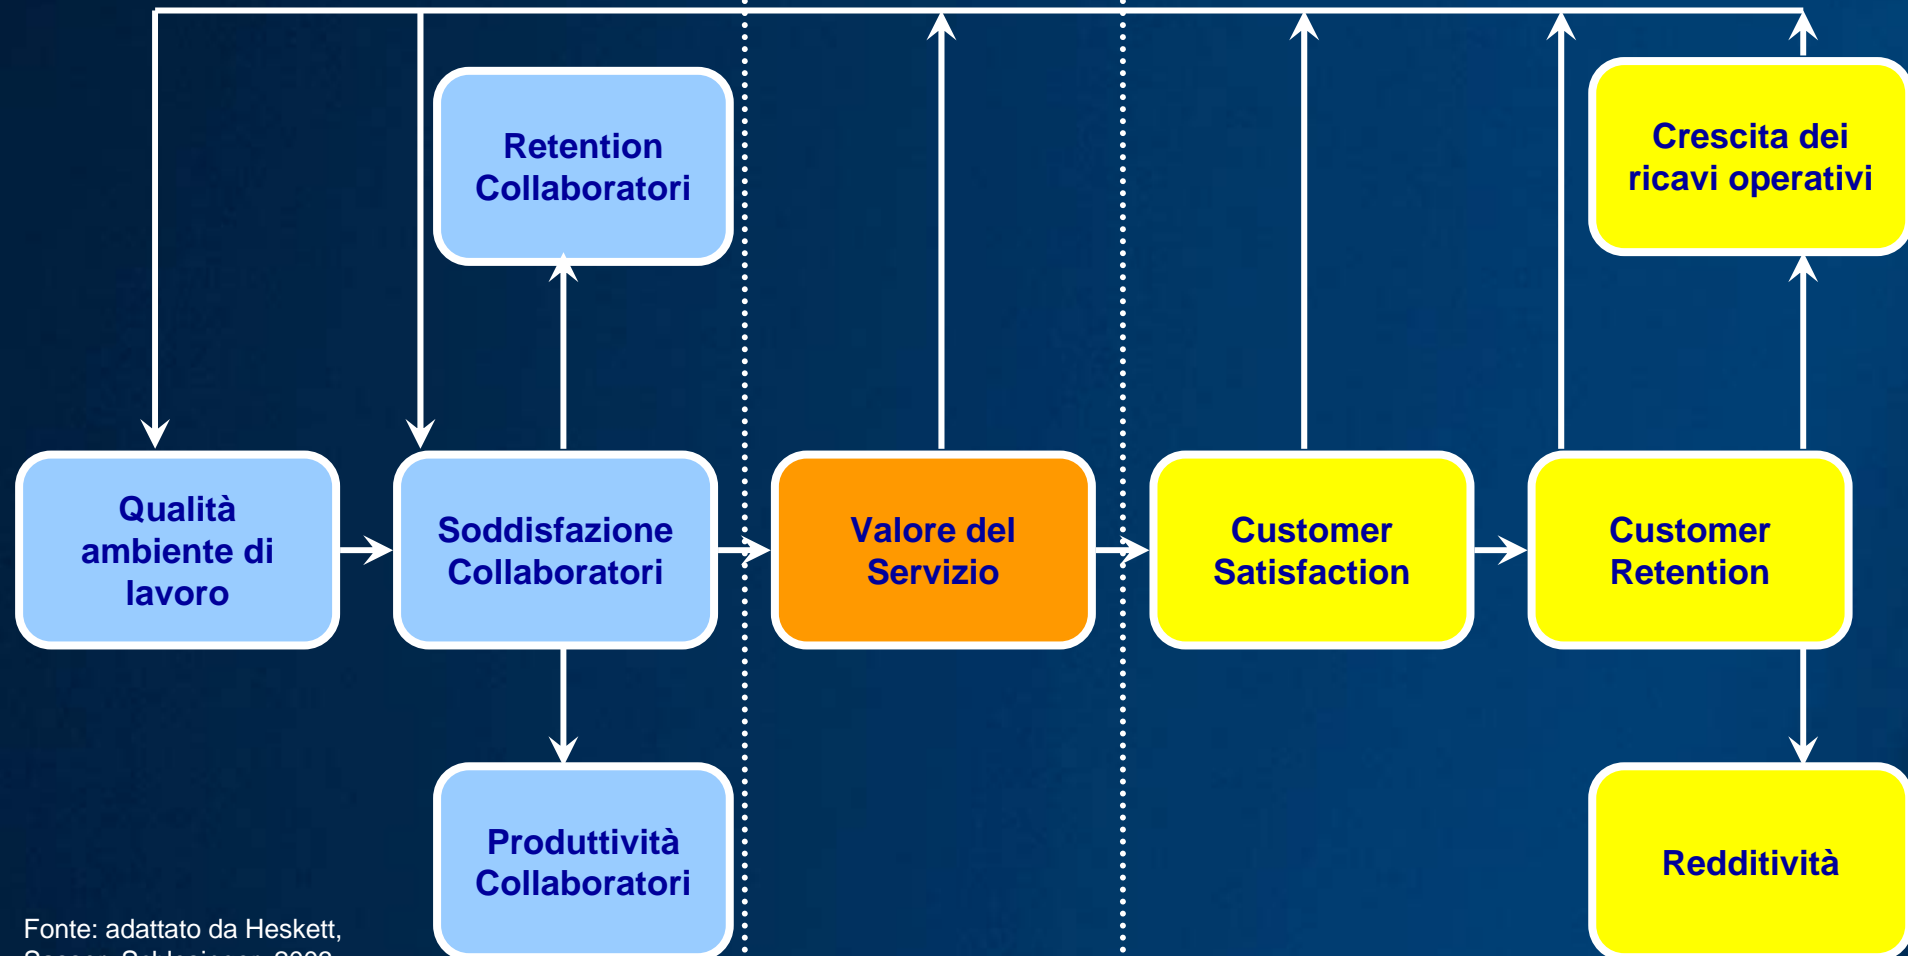 Retention
Collaboratori
Crescita dei
ricavi operativi
Qualità
ambiente di
lavoro
Soddisfazione
Collaboratori
Valore del
Servizio
Customer
Satisfaction
Customer
Retention
Produttività
Collaboratori
Redditività
Fonte: adattato da Heskett,